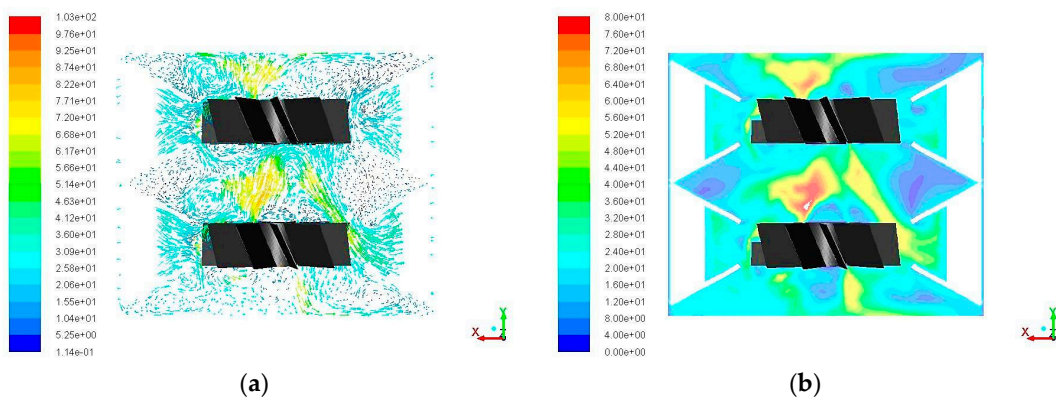 1.03e+02
9.76e+01
9.25e+01
8.74e+01
8.22e+01
7.71e+01
7.20e+01
6.68e+01
6.17e+01
5.66e+01
5.14e+01
4.63e+01
4.12e+01
3.60e+01
3.09e+01
2.58e+01
2.06e+01
1.55e+01
1.04e+01
5.25e+00
1.14e-01
X
Y
Z
(a)
8.00e+01
7.60e+01
7.20e+01
6.80e+01
6.40e+01
6.00e+01
5.60e+01
5.20e+01
4.80e+01
4.40e+01
4.00e+01
3.60e+01
3.20e+01
2.80e+01
2.40e+01
2.00e+01
1.60e+01
1.20e+01
8.00e+00
4.00e+00
0.00e+00
X
Y
Z
(b)